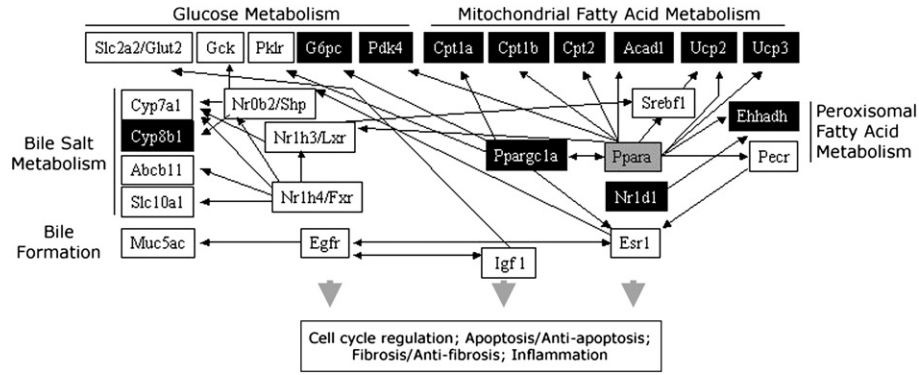 Glucose Metabolism
Mitochondrial Fatty Acid Metabolism
Slc2a2/Glut2
Gck
Pklr
G6pc
Pdk4
Cpt1a
Cpt1b
Cpt2
Acadl
Ucp2
Ucp3
Cyp7a1
Nr0b2/Shp
Srebf1
Cyp8b1
Nr1h3/Lxr
Ehhadh
Peroxisomal
Fatty Acid
Metabolism
Bile Salt
Metabolism
Ppargc1a
Ppara
Pecr
Abcb11
Nr1h4/Fxr
Nr1d1
Slc10a1
Bile
Formation
Muc5ac
Egfr
Esr1
Igf1
Cell cycle regulation; Apoptosis/Anti-apoptosis;
Fibrosis/Anti-fibrosis; Inflammation